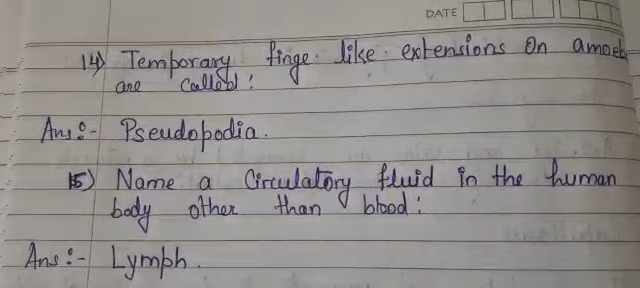 DATE
14) Temporary finge like extensions on amoeb
are called:
Ans:- Pseudopodia.
15) Name a Circulatory fluid in the human
body other than blood:
Ans:- Lymph.